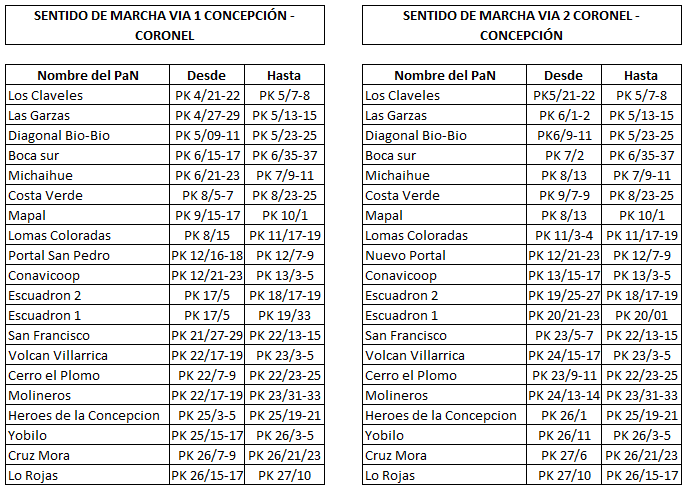 SENTIDO DE MARCHA VIA 1 CONCEPCIÓN -
CORONEL
Nombre del PaN Desde Hasta
Los Claveles PK 4/21-22 PK 5/7-8
Las Garzas PK 4/27-29 PK 5/13-15
Diagonal Bio-Bio PK 5/09-11 PK 5/23-25
Boca sur PK 6/15-17 PK 6/35-37
Michaihue PK 6/21-23 PK 7/9-11
Costa Verde PK 8/5-7 PK 8/23-25
Mapal PK 9/15-17 PK 10/1
Lomas Coloradas PK 8/15 PK 11/17-19
Portal San Pedro PK 12/16-18 PK 12/7-9
Conavicoop PK 12/21-23 PK 13/3-5
Escuadron 2 PK 17/5 PK 18/17-19
Escuadron 1 PK 17/5 PK 19/33
San Francisco PK 21/27-29 PK 22/13-15
Volcan Villarrica PK 22/17-19 PK 23/3-5
Cerro el Plomo PK 22/7-9 PK 22/23-25
Molineros PK 22/17-19 PK 23/31-33
Heroes de la Concepcion PK 25/3-5 PK 25/19-21
Yobilo PK 25/15-17 PK 26/3-5
Cruz Mora PK 26/7-9 PK 26/21/23
Lo Rojas PK 26/15-17 PK 27/10
SENTIDO DE MARCHA VIA 2 CORONEL -
CONCEPCIÓN
Nombre del PaN Desde Hasta
Los Claveles PK5/21-22 PK 5/7-8
Las Garzas PK 6/1-2 PK 5/13-15
Diagonal Bio-Bio PK6/9-11 PK 5/23-25
Boca sur PK 7/2 PK 6/35-37
Michaihue PK 8/13 PK 7/9-11
Costa Verde PK 9/7-9 PK 8/23-25
Mapal PK 8/13 PK 10/1
Lomas Coloradas PK 11/3-4 PK 11/17-19
Nuevo Portal PK 12/21-23 PK 12/7-9
Conavicoop PK 13/15-17 PK 13/3-5
Escuadron 2 PK 19/25-27 PK 18/17-19
Escuadron 1 PK 20/21-23 PK 20/01
San Francisco PK 23/5-7 PK 22/13-15
Volcan Villarrica PK 24/15-17 PK 23/3-5
Cerro el Plomo PK 23/9-11 PK 22/23-25
Molineros PK 24/13-14 PK 23/31-33
Heroes de la Concepcion PK 26/1 PK 25/19-21
Yobilo PK 26/11 PK 26/3-5
Cruz Mora PK 27/6 PK 26/21/23
Lo Rojas PK 27/10 PK 26/15-17